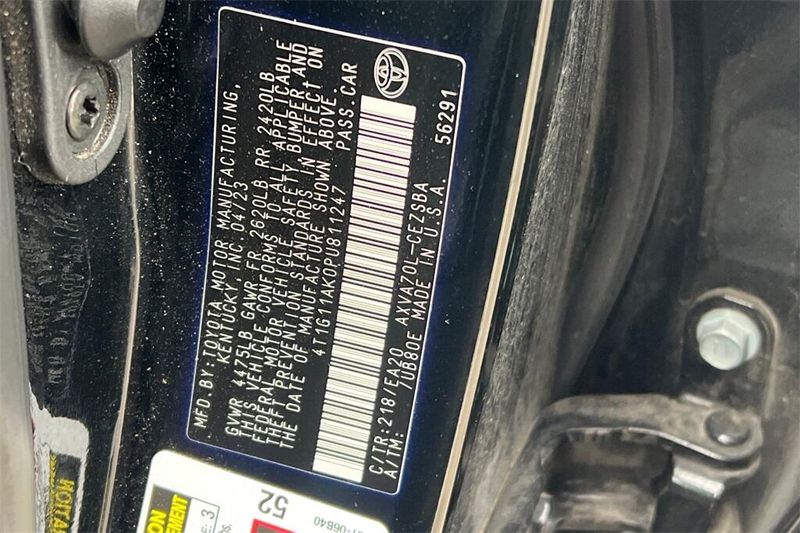 MFD. BY: TOYOTA MOTOR MANUFACTURING,
KENTUCKY, INC. 04/23
GVWR 4475LB GAWR FR. 2620LB RR. 2420LB
THIS VEHICLE CONFORMS TO ALL APPLICABLE
FEDERAL MOTOR VEHICLE SAFETY, BUMPER AND
THEFT PREVENTION STANDARDS IN EFFECT ON
THE DATE OF MANUFACTURE SHOWN ABOVE.
4T1G11AK0PU811247 PASS.CAR
C/TR:218/EA20 AXVA70L-CEZSBA 56291
A/TM: /UB80E MADE IN U.S.A.
52